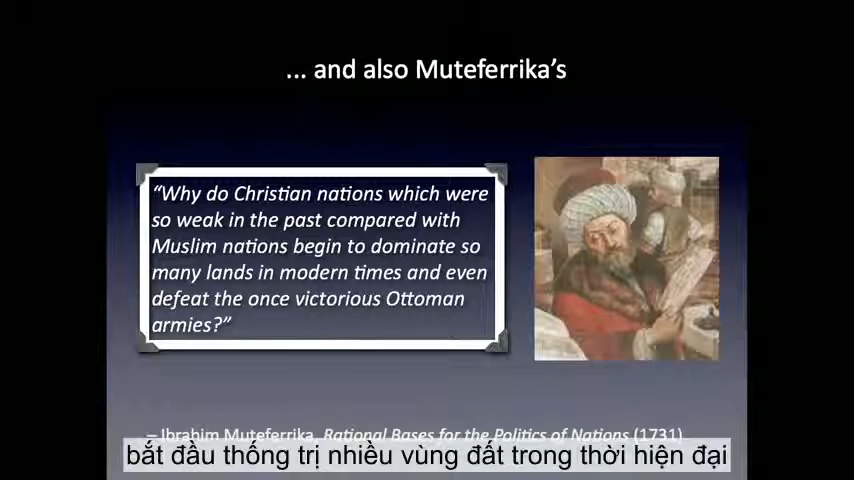 ... and also Muteferrika’s
“Why do Christian nations which were
so weak in the past compared with
Muslim nations begin to dominate so
many lands in modern times and even
defeat the once victorious Ottoman
armies?”
– Ibrahim Muteferrika, Rational Bases for the Politics of Nations (1731)
bắt đầu thống trị nhiều vùng đất trong thời hiện đại